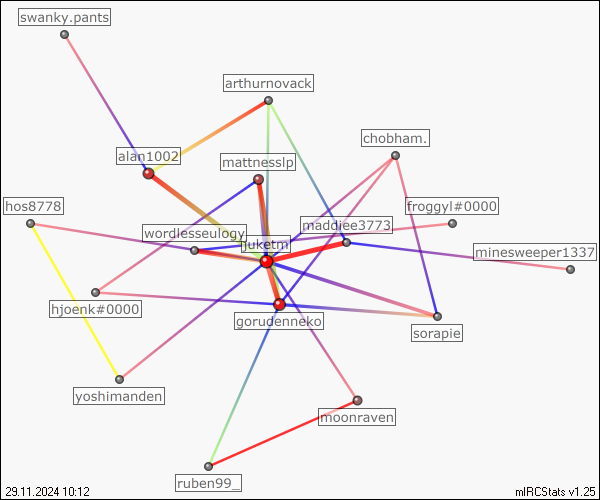 swanky.pants
arthurnovack
chobham.
alan1002
mattnesslp
hos8778
froggyl#0000
maddiee3773
wordlesseulogy
juketni
minesweeper1337
hjoenk#0000
gorudenneko
sorapie
yoshimanden
moonraven
ruben99_
29.11.2024 10:12
mIRCStats v1.25